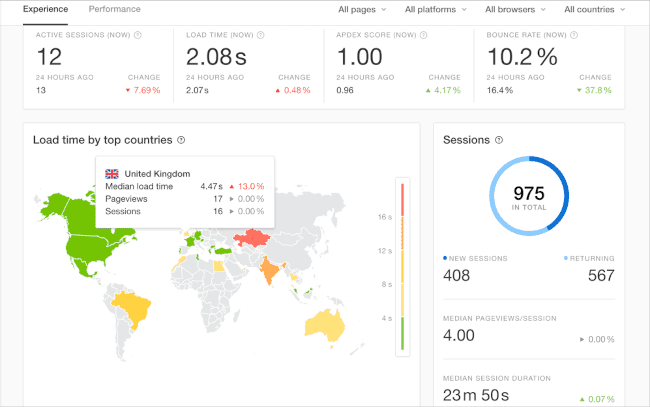 Experience Performance All pages All platforms All browsers All countries
ACTIVE SESSIONS (NOW) LOAD TIME (NOW) APDEX SCORE (NOW) BOUNCE RATE (NOW)
12 2.08s 1.00 10.2%
24 HOURS AGO CHANGE 24 HOURS AGO CHANGE 24 HOURS AGO CHANGE 24 HOURS AGO CHANGE
13 7.69% 2.07s 0.48% 0.96 4.17% 16.4% 37.8%
Load time by top countries
United Kingdom
Median load time 4.47s 13.0%
Pageviews 17 0.00%
Sessions 16 0.00%
16 s
12 s
8 s
4 s
Sessions
975
IN TOTAL
NEW SESSIONS RETURNING
408 567
MEDIAN PAGEVIEWS/SESSION
4.00 0.00%
MEDIAN SESSION DURATION
23m 50s 0.07%